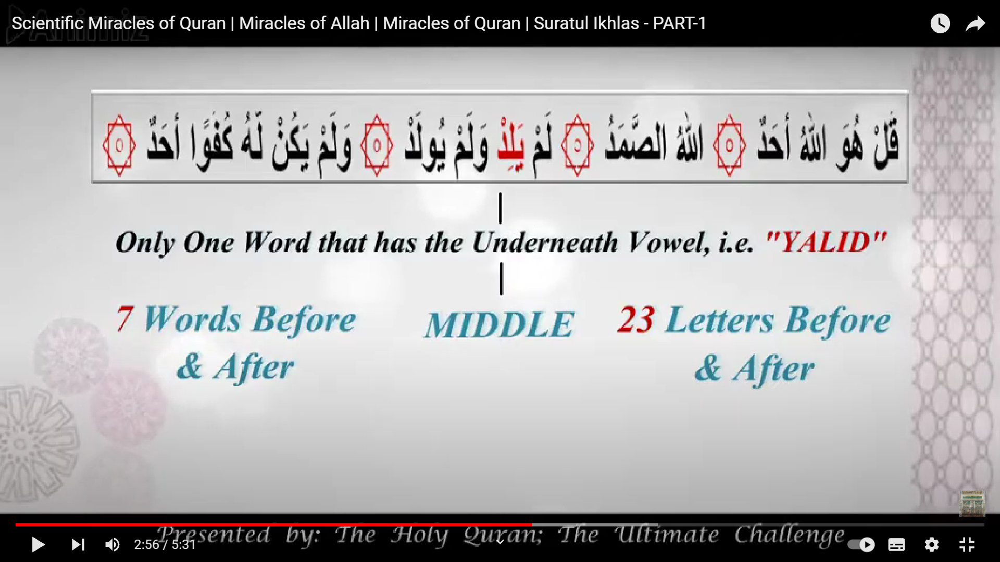 Scientific Miracles of Quran | Miracles of Allah | Miracles of Quran | Suratul Ikhlas - PART-1
قُلْ هُوَ اللهُ أَحَدٌ ۝ اللهُ الصَّمَدُ ۝ لَمْ يَلِدْ وَلَمْ يُولَدْ ۝ وَلَمْ يَكُنْ لَّهُ كُفُوًا أَحَدٌ ۝
Only One Word that has the Underneath Vowel, i.e. "YALID"
7 Words Before
& After
MIDDLE
23 Letters Before
& After
Presented by: The Holy Quran; The Ultimate Challenge
2:56 / 5:31